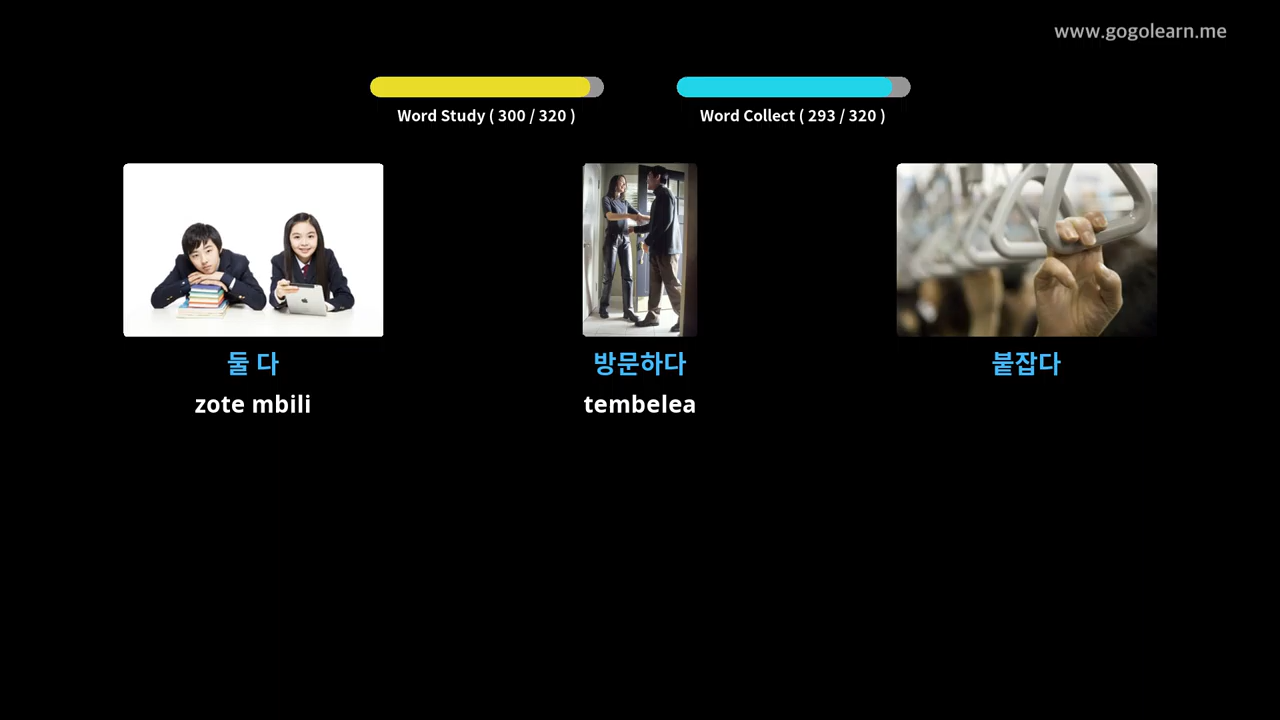 www.gogolearn.me
Word Study ( 300 / 320 )
Word Collect ( 293 / 320 )
둘 다
방문하다
붙잡다
zote mbili
tembelea